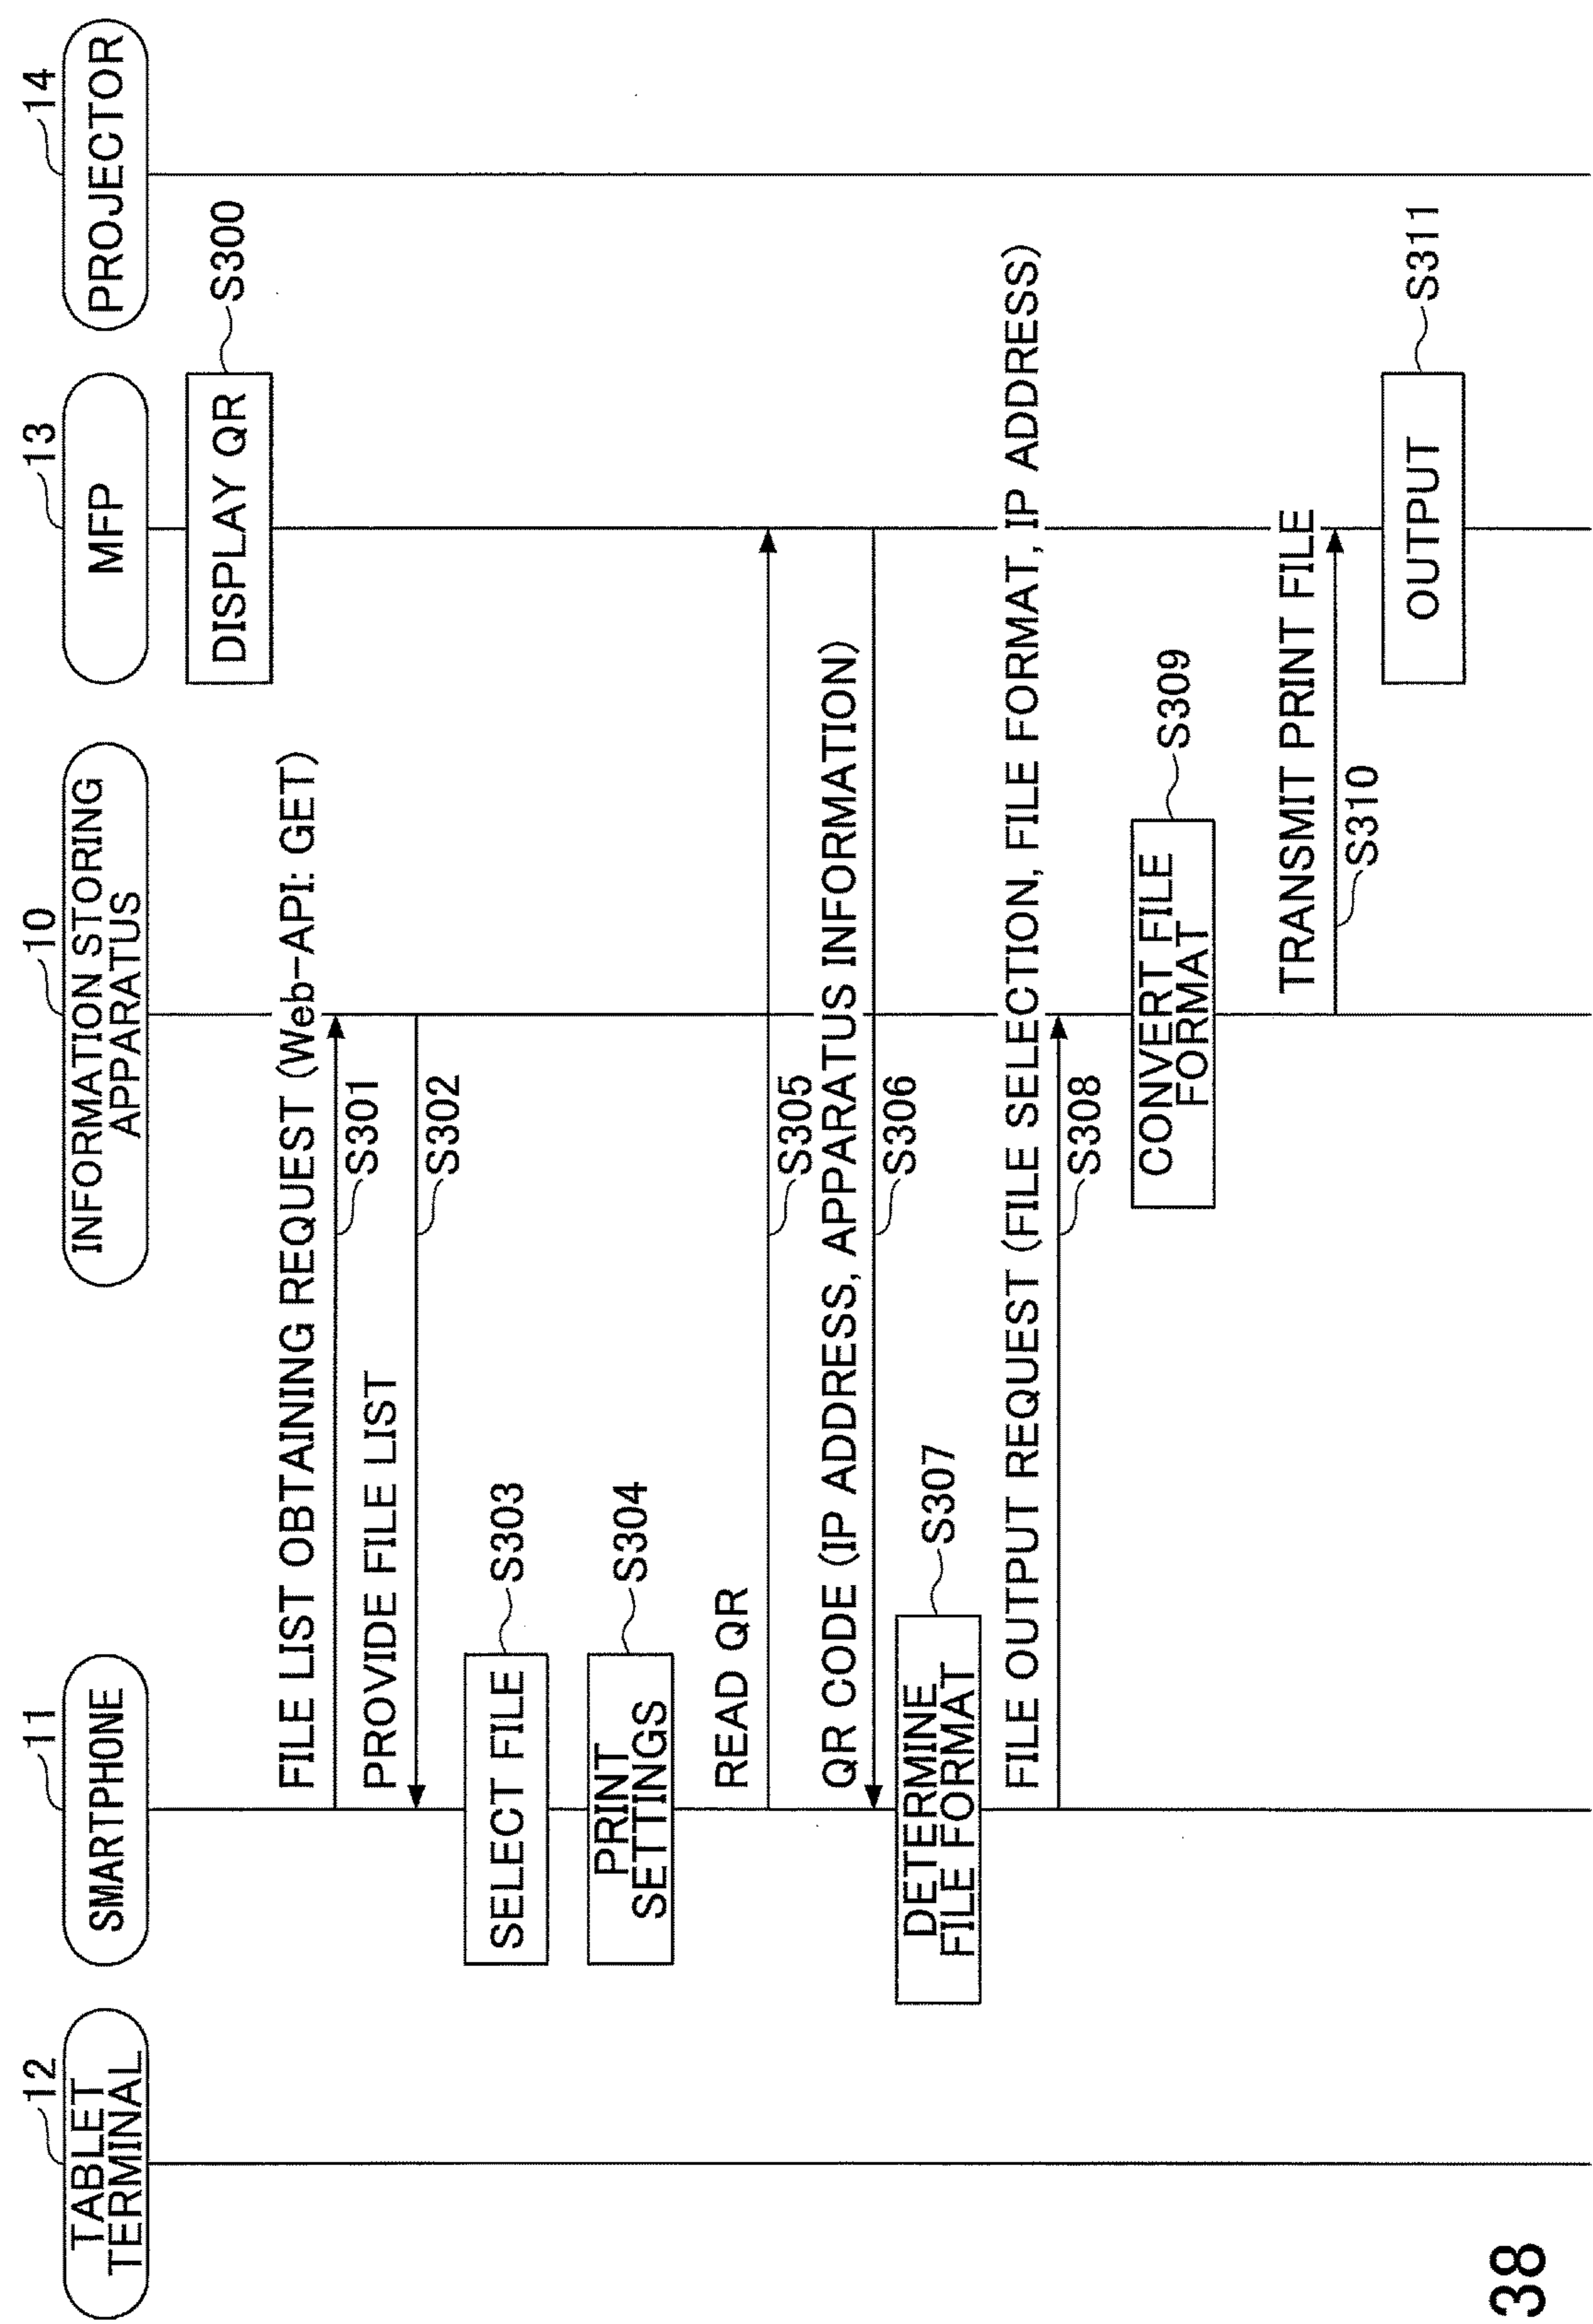 12
TABLET
TERMINAL
11
SMARTPHONE
10
INFORMATION STORING
APPARATUS
13
MFP
14
PROJECTOR
DISPLAY QR
S300
FILE LIST OBTAINING REQUEST (Web-API: GET)
S301
PROVIDE FILE LIST
S302
SELECT FILE
S303
PRINT
SETTINGS
S304
READ QR
S305
QR CODE (IP ADDRESS, APPARATUS INFORMATION)
S306
DETERMINE
FILE FORMAT
S307
FILE OUTPUT REQUEST (FILE SELECTION, FILE FORMAT, IP ADDRESS)
S308
CONVERT FILE
FORMAT
S309
TRANSMIT PRINT FILE
S310
OUTPUT
S311
38